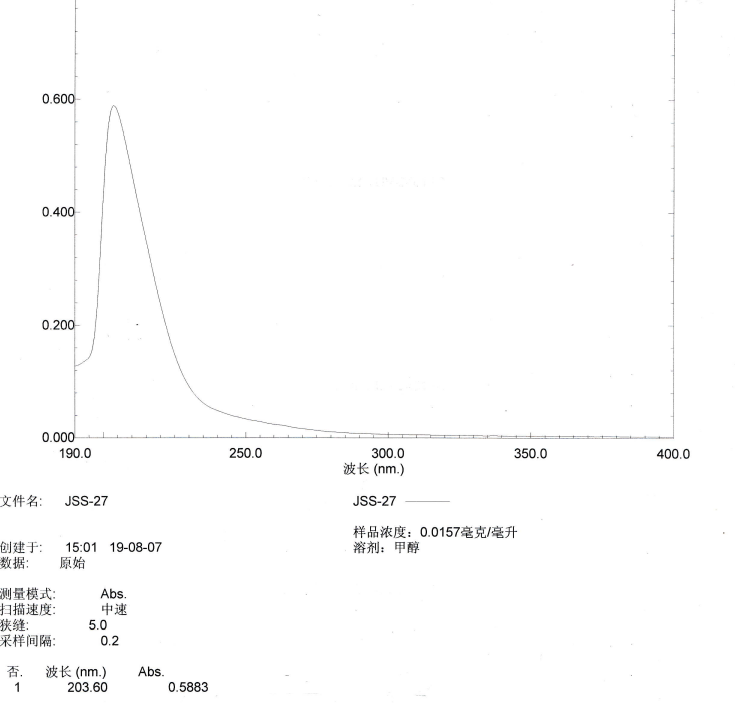 0.600
0.400
0.200
0.000
190.0 250.0 300.0 350.0 400.0
波长 (nm.)
文件名: JSS-27
JSS-27
样品浓度：0.0157毫克/毫升
创建于: 15:01 19-08-07
溶剂：甲醇
数据: 原始
测量模式: Abs.
扫描速度: 中速
狭缝: 5.0
采样间隔: 0.2
否. 波长 (nm.) Abs.
1 203.60 0.5883